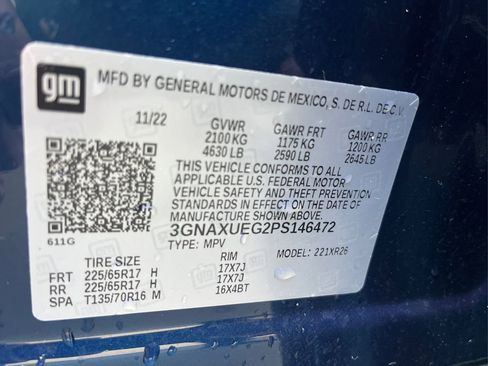 gm
MFD BY GENERAL MOTORS DE MEXICO, S. DE R.L. DE C.V.
11/22 GVWR GAWR FRT GAWR RR
2100 KG 1175 KG 1200 KG
4630 LB 2590 LB 2645 LB
THIS VEHICLE CONFORMS TO ALL
APPLICABLE U.S. FEDERAL MOTOR
VEHICLE SAFETY AND THEFT PREVENTION
STANDARDS IN EFFECT ON THE DATE OF
MANUFACTURE SHOWN ABOVE.
611G 3GNAXUEG2PS146472
TYPE: MPV MODEL: 221XR26
TIRE SIZE RIM
FRT 225/65R17 H 17X7J
RR 225/65R17 H 17X7J
SPA T135/70R16 M 16X4BT